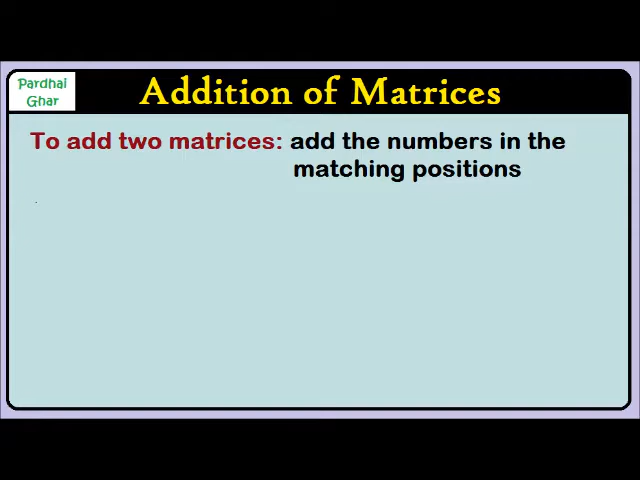 Pardhai
Ghar
Addition of Matrices
To add two matrices: add the numbers in the
matching positions